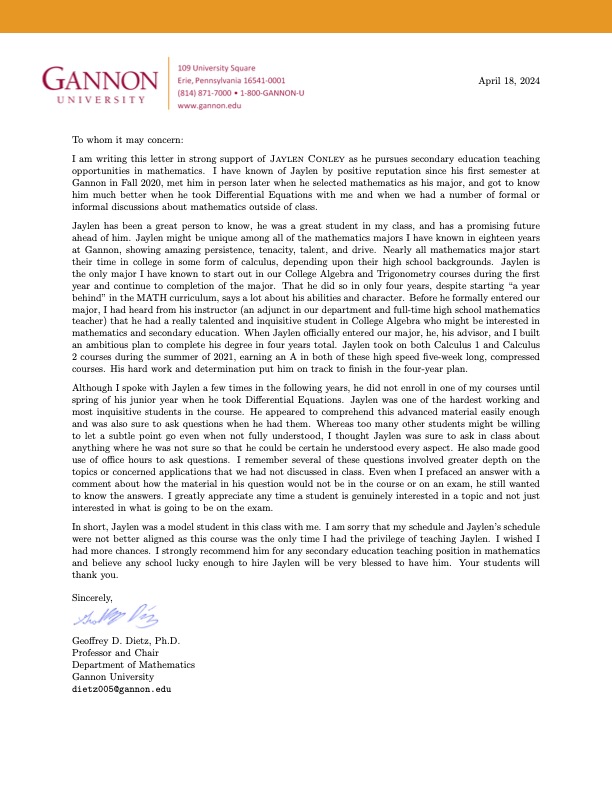 GANNON
UNIVERSITY
109 University Square
Erie, Pennsylvania 16541-0001
(814) 871-7000 • 1-800-GANNON-U
www.gannon.edu
April 18, 2024
To whom it may concern:
I am writing this letter in strong support of JAYLEN CONLEY as he pursues secondary education teaching
opportunities in mathematics. I have known of Jaylen by positive reputation since his first semester at
Gannon in Fall 2020, met him in person later when he selected mathematics as his major, and got to know
him much better when he took Differential Equations with me and when we had a number of formal or
informal discussions about mathematics outside of class.
Jaylen has been a great person to know, he was a great student in my class, and has a promising future
ahead of him. Jaylen might be unique among all of the mathematics majors I have known in eighteen years
at Gannon, showing amazing persistence, tenacity, talent, and drive. Nearly all mathematics major start
their time in college in some form of calculus, depending upon their high school backgrounds. Jaylen is
the only major I have known to start out in our College Algebra and Trigonometry courses during the first
year and continue to completion of the major. That he did so in only four years, despite starting “a year
behind” in the MATH curriculum, says a lot about his abilities and character. Before he formally entered our
major, I had heard from his instructor (an adjunct in our department and full-time high school mathematics
teacher) that he had a really talented and inquisitive student in College Algebra who might be interested in
mathematics and secondary education. When Jaylen officially entered our major, he, his advisor, and I built
an ambitious plan to complete his degree in four years total. Jaylen took on both Calculus 1 and Calculus
2 courses during the summer of 2021, earning an A in both of these high speed five-week long, compressed
courses. His hard work and determination put him on track to finish in the four-year plan.
Although I spoke with Jaylen a few times in the following years, he did not enroll in one of my courses until
spring of his junior year when he took Differential Equations. Jaylen was one of the hardest working and
most inquisitive students in the course. He appeared to comprehend this advanced material easily enough
and was also sure to ask questions when he had them. Whereas too many other students might be willing
to let a subtle point go even when not fully understood, I thought Jaylen was sure to ask in class about
anything where he was not sure so that he could be certain he understood every aspect. He also made good
use of office hours to ask questions. I remember several of these questions involved greater depth on the
topics or concerned applications that we had not discussed in class. Even when I prefaced an answer with a
comment about how the material in his question would not be in the course or on an exam, he still wanted
to know the answers. I greatly appreciate any time a student is genuinely interested in a topic and not just
interested in what is going to be on the exam.
In short, Jaylen was a model student in this class with me. I am sorry that my schedule and Jaylen’s schedule
were not better aligned as this course was the only time I had the privilege of teaching Jaylen. I wished I
had more chances. I strongly recommend him for any secondary education teaching position in mathematics
and believe any school lucky enough to hire Jaylen will be very blessed to have him. Your students will
thank you.
Sincerely,
Geoffrey D. Dietz, Ph.D.
Professor and Chair
Department of Mathematics
Gannon University
dietz005@gannon.edu